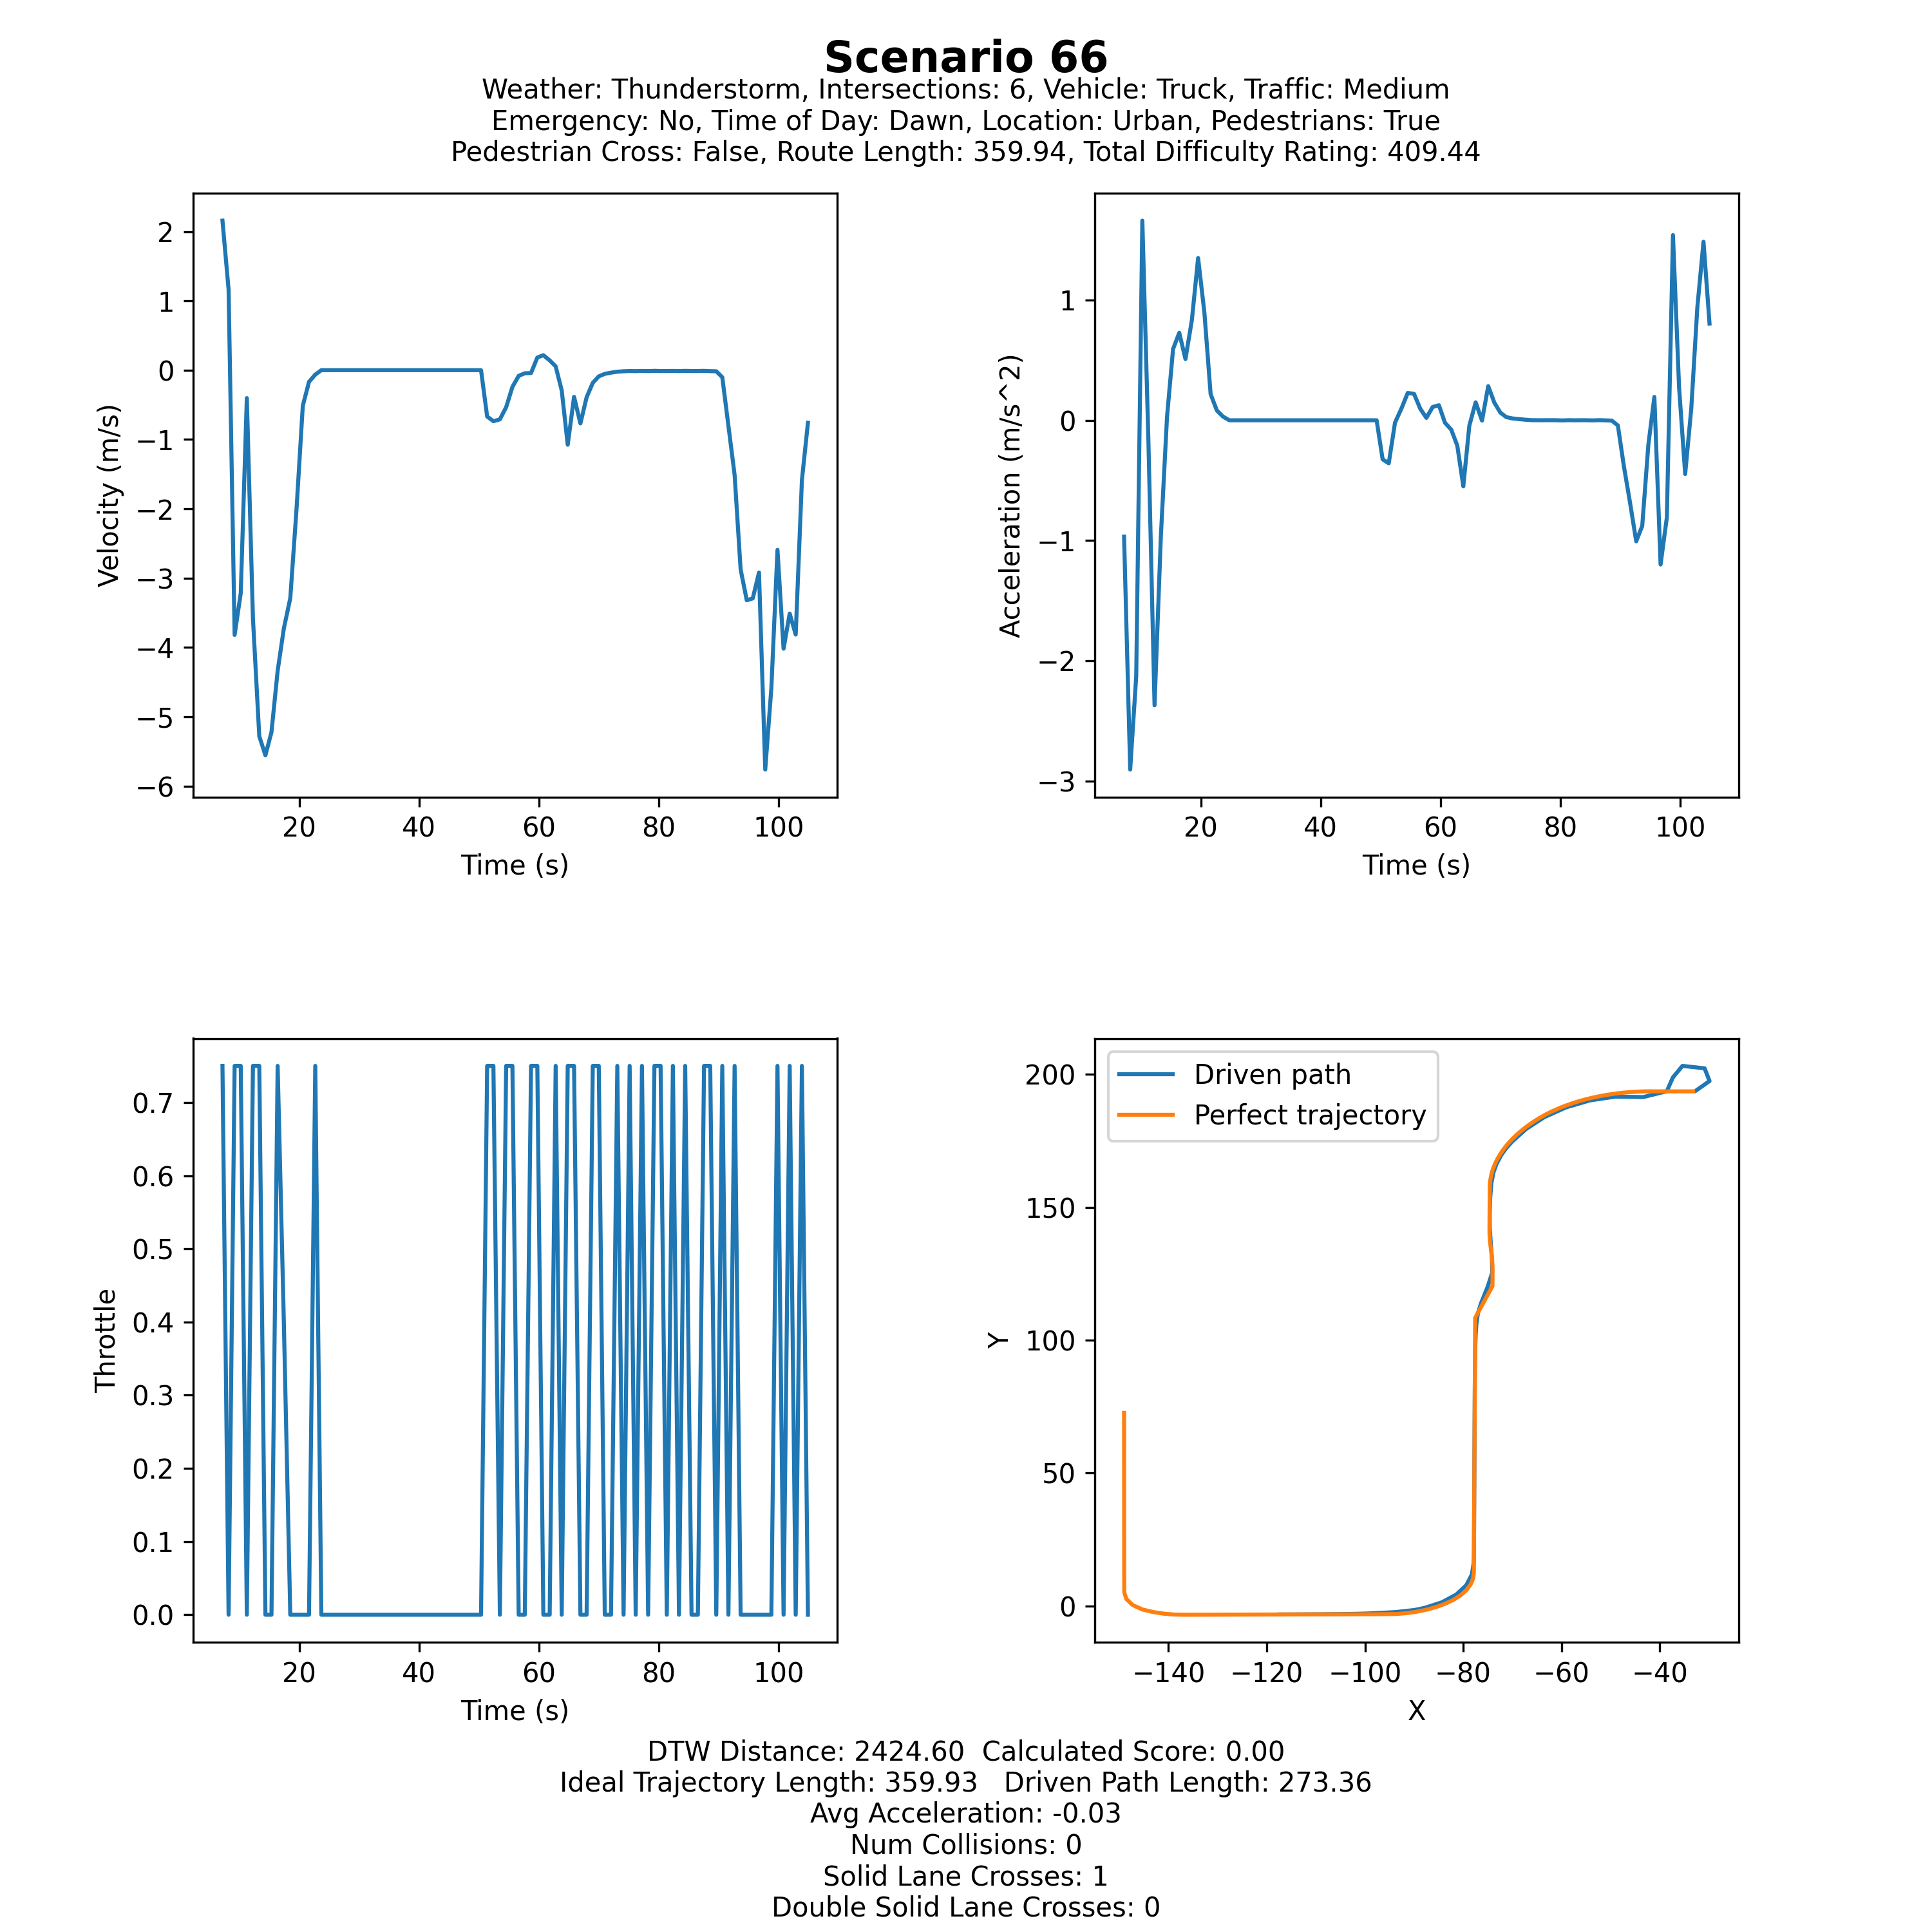 Scenario 66
Weather: Thunderstorm, Intersections: 6, Vehicle: Truck, Traffic: Medium
Emergency: No, Time of Day: Dawn, Location: Urban, Pedestrians: True
Pedestrian Cross: False, Route Length: 359.94, Total Difficulty Rating: 409.44
Velocity (m/s)
2
1
0
−1
−2
−3
−4
−5
−6
20 40 60 80 100
Time (s)
Acceleration (m/s^2)
1
0
−1
−2
−3
20 40 60 80 100
Time (s)
Throttle
0.7
0.6
0.5
0.4
0.3
0.2
0.1
0.0
20 40 60 80 100
Time (s)
Driven path
Perfect trajectory
Y
200
150
100
50
0
−140 −120 −100 −80 −60 −40
X
DTW Distance: 2424.60 Calculated Score: 0.00
Ideal Trajectory Length: 359.93 Driven Path Length: 273.36
Avg Acceleration: -0.03
Num Collisions: 0
Solid Lane Crosses: 1
Double Solid Lane Crosses: 0